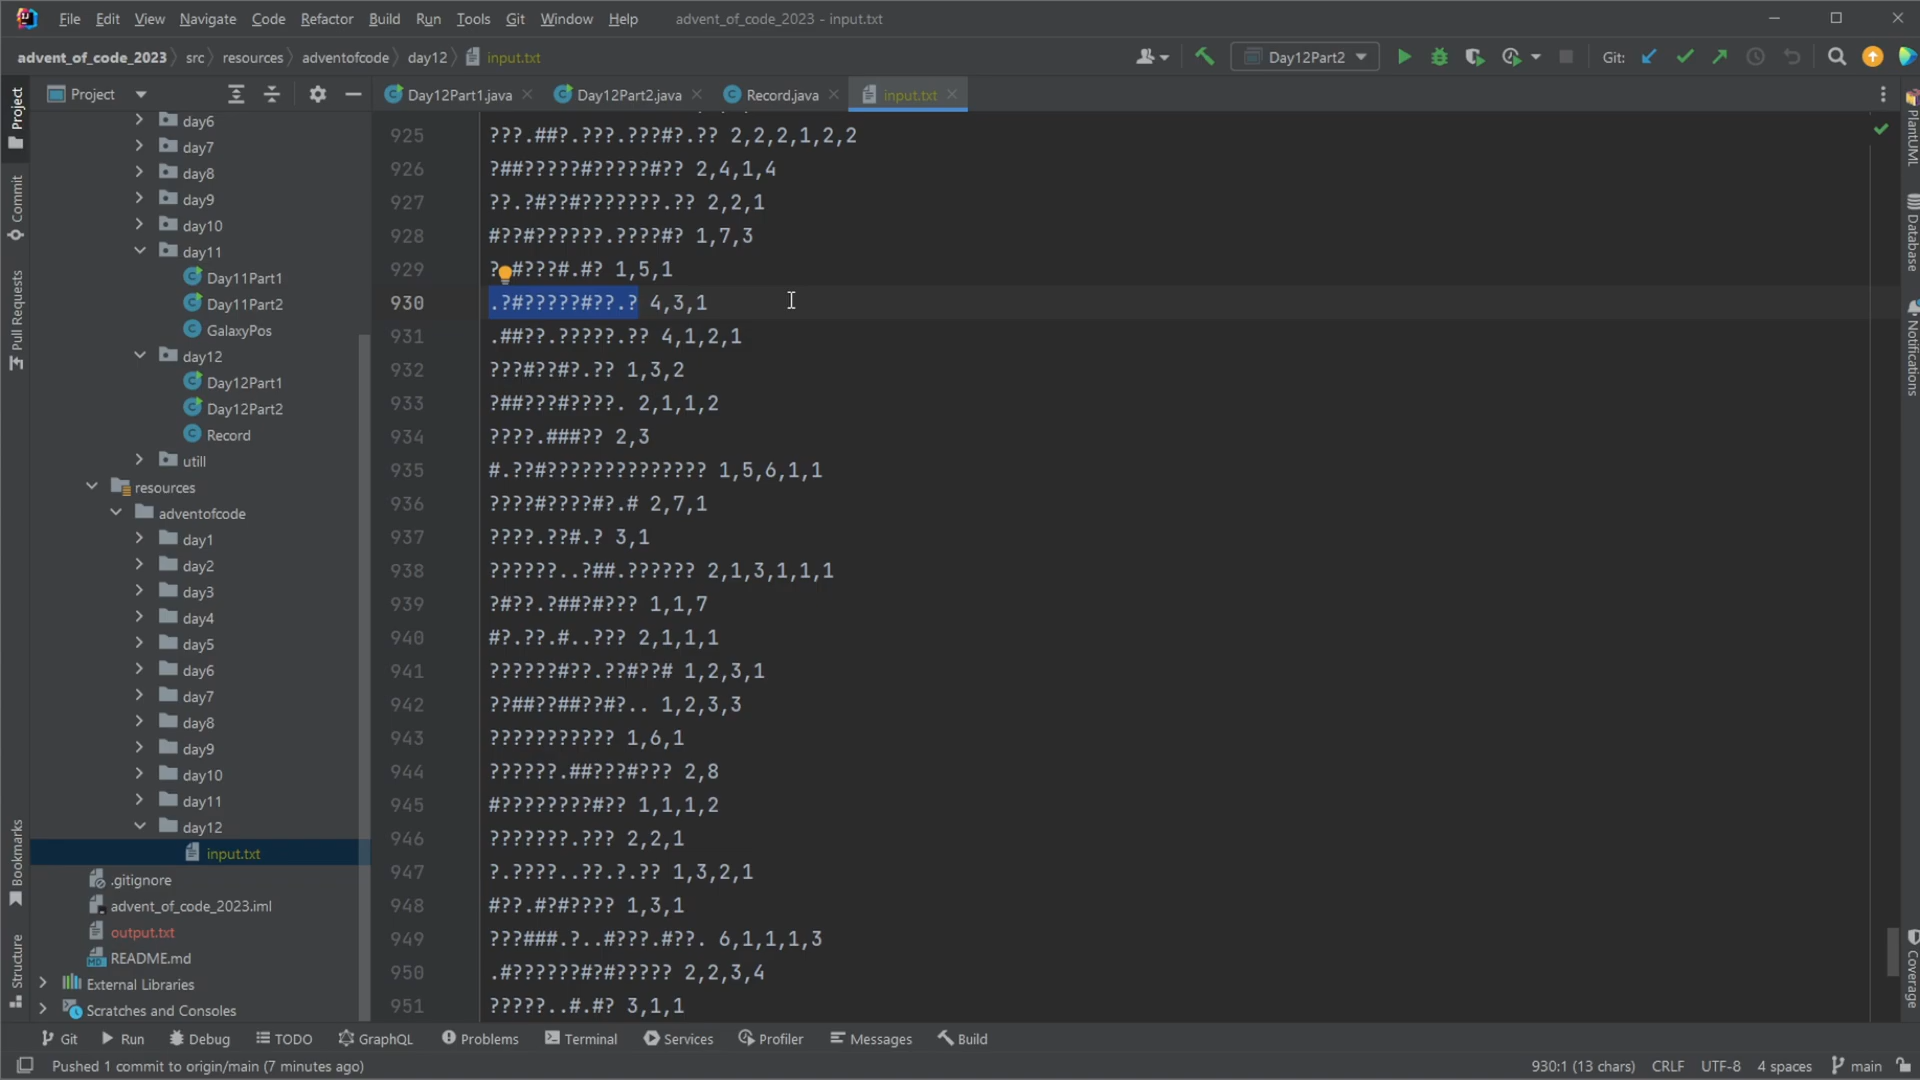 File Edit View Navigate Code Refactor Build Run Tools Git Window Help advent_of_code_2023 - input.txt
advent_of_code_2023 src resources adventofcode day12 input.txt Day12Part2 Git:
Project Day12Part1.java Day12Part2.java Record.java input.txt
day6
day7
day8
day9
day10
day11
Day11Part1
Day11Part2
GalaxyPos
day12
Day12Part1
Day12Part2
Record
utill
resources
adventofcode
day1
day2
day3
day4
day5
day6
day7
day8
day9
day10
day11
day12
input.txt
.gitignore
advent_of_code_2023.iml
output.txt
README.md
External Libraries
Scratches and Consoles
Project
Commit
Pull Requests
Bookmarks
Structure
925 ???.##?.???.???#?.?? 2,2,2,1,2,2
926 ?##?????#?????#?? 2,4,1,4
927 ??.?#??#???????.?? 2,2,1
928 #??#??????.????#? 1,7,3
929 ? #???#.#? 1,5,1
930 .?#?????#??.? 4,3,1
931 .##??.?????.?? 4,1,2,1
932 ???#??#?.?? 1,3,2
933 ?##???#????. 2,1,1,2
934 ????.###?? 2,3
935 #.??#?????????????? 1,5,6,1,1
936 ????#????#?.# 2,7,1
937 ????.??#.? 3,1
938 ??????..?##.?????? 2,1,3,1,1,1
939 ?#??.?##?#??? 1,1,7
940 #?.??.#..??? 2,1,1,1
941 ??????#??.??#??# 1,2,3,1
942 ??##??##??#?.. 1,2,3,3
943 ??????????? 1,6,1
944 ??????.##???#??? 2,8
945 #????????#?? 1,1,1,2
946 ???????.??? 2,2,1
947 ?.????..??.?.?? 1,3,2,1
948 #??.#?#???? 1,3,1
949 ???###.?..#???.#??. 6,1,1,1,3
950 .#??????#?#????? 2,2,3,4
951 ?????..#.#? 3,1,1
PlantUML
Database
Notifications
Coverage
Git Run Debug TODO GraphQL Problems Terminal Services Profiler Messages Build
Pushed 1 commit to origin/main (7 minutes ago) 930:1 (13 chars) CRLF UTF-8 4 spaces main